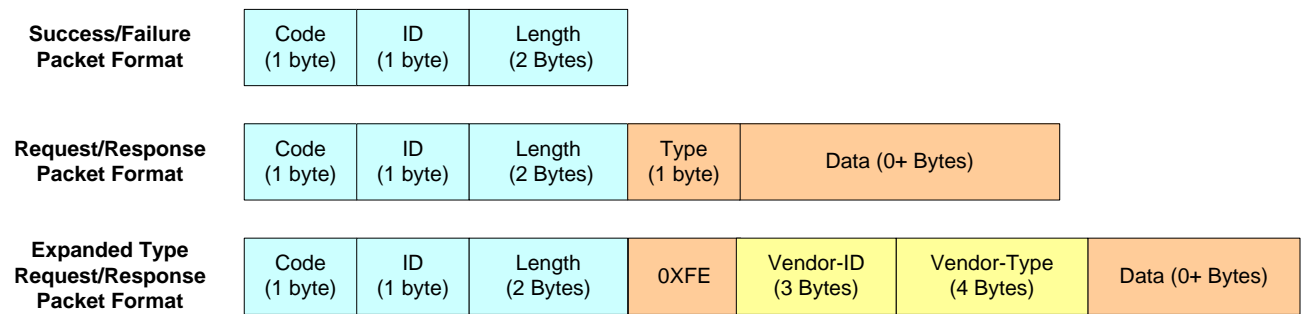 Success/Failure
Packet Format
Code
(1 byte)
ID
(1 byte)
Length
(2 Bytes)
Request/Response
Packet Format
Code
(1 byte)
ID
(1 byte)
Length
(2 Bytes)
Type
(1 byte)
Data (0+ Bytes)
Expanded Type
Request/Response
Packet Format
Code
(1 byte)
ID
(1 byte)
Length
(2 Bytes)
0XFE
Vendor-ID
(3 Bytes)
Vendor-Type
(4 Bytes)
Data (0+ Bytes)